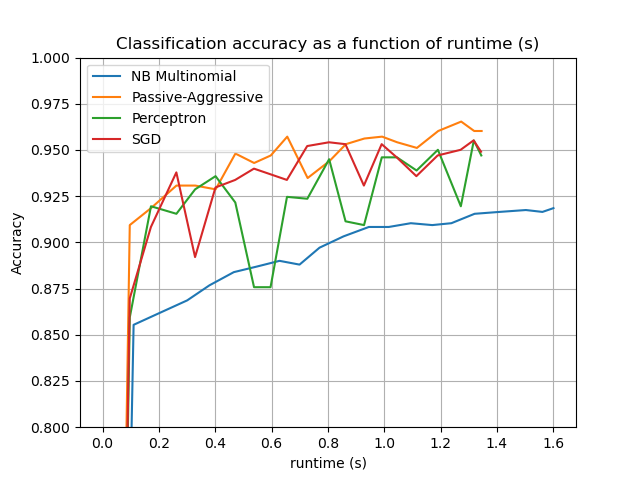 Classification accuracy as a function of runtime (s)
1.000
0.975
0.950
0.925
0.900
0.875
0.850
0.825
0.800
Accuracy
NB Multinomial
Passive-Aggressive
Perceptron
SGD
0.0 0.2 0.4 0.6 0.8 1.0 1.2 1.4 1.6
runtime (s)